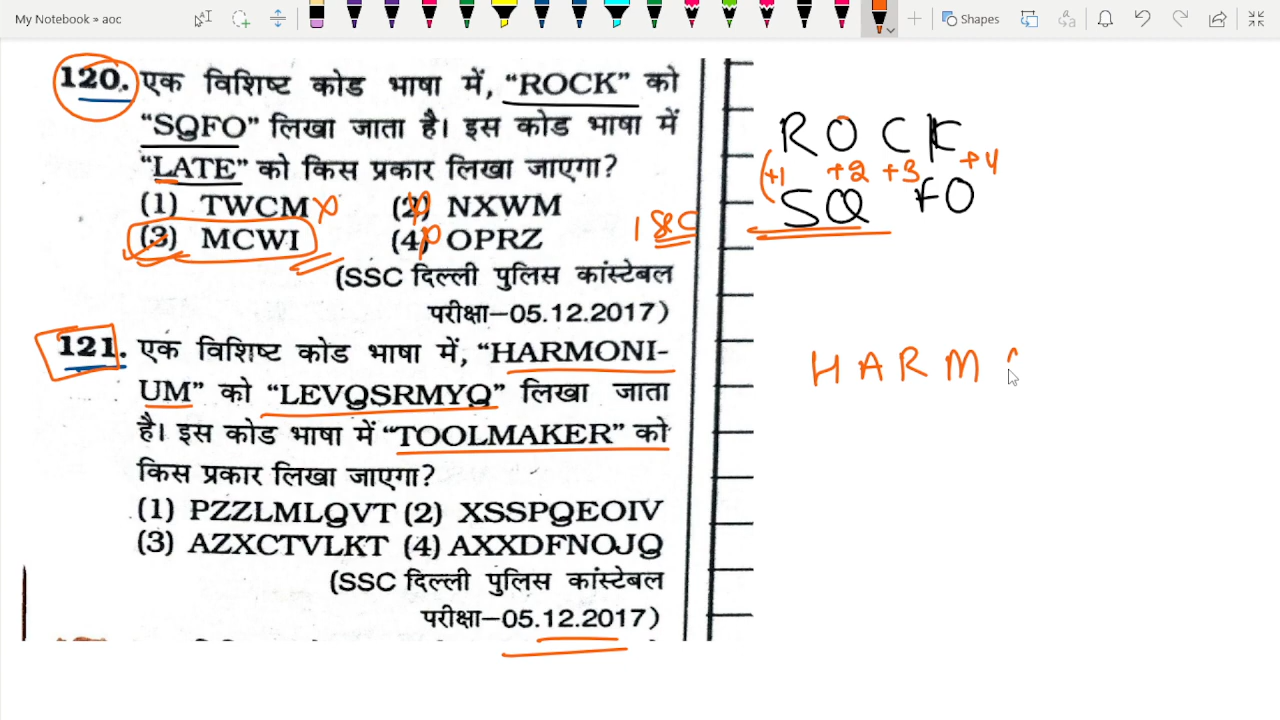 My Notebook » aoc
Shapes
120. एक विशिष्ट कोड भाषा में, “ROCK” को
“SQFO” लिखा जाता है। इस कोड भाषा में
“LATE” को किस प्रकार लिखा जाएगा?
(1) TWCM (2) NXWM
(3) MCWI (4) OPRZ
(SSC दिल्ली पुलिस कांस्टेबल
परीक्षा–05.12.2017)
121. एक विशिष्ट कोड भाषा में, “HARMONI-
UM” को “LEVQSRMYQ” लिखा जाता
है। इस कोड भाषा में “TOOLMAKER” को
किस प्रकार लिखा जाएगा?
(1) PZZLMLQVT (2) XSSPQEOIV
(3) AZXCTVLKT (4) AXXDFNOJQ
(SSC दिल्ली पुलिस कांस्टेबल
परीक्षा–05.12.2017)
ROCK
+1 +2 +3 +4
SQ FO
HARM